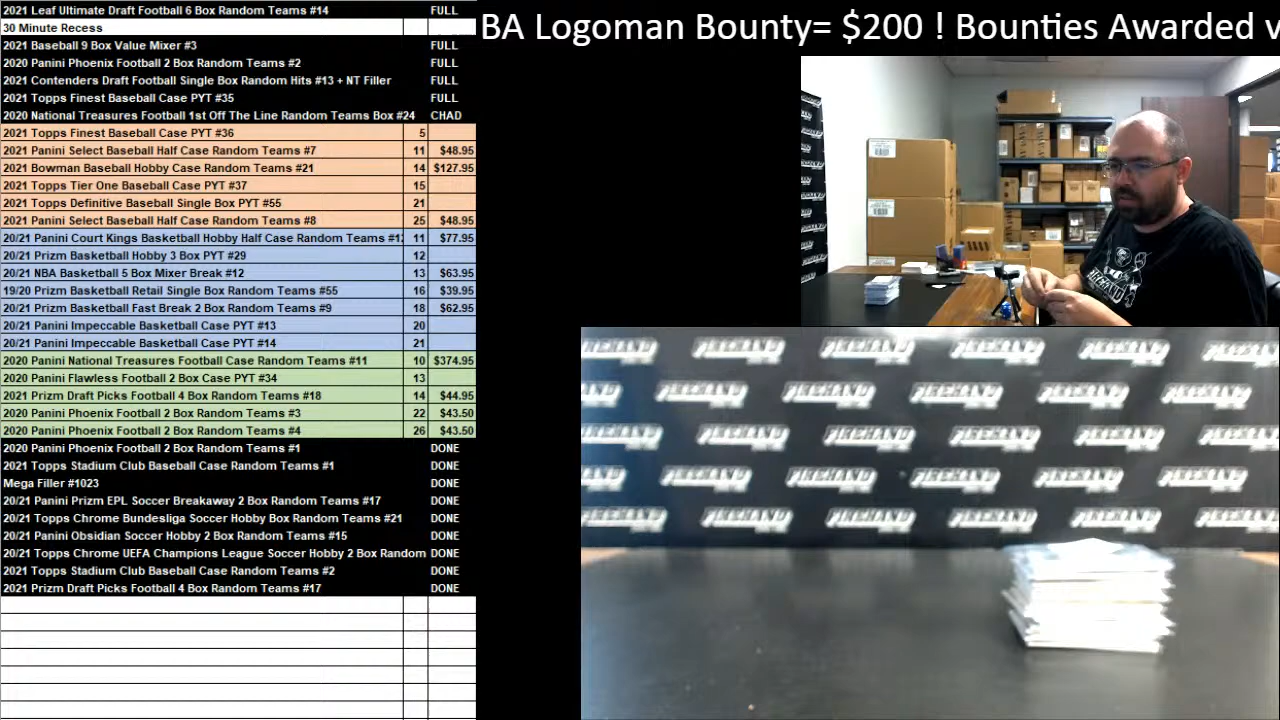 2021 Leaf Ultimate Draft Football 6 Box Random Teams #14 FULL
30 Minute Recess
2021 Baseball 9 Box Value Mixer #3 FULL
2020 Panini Phoenix Football 2 Box Random Teams #2 FULL
2021 Contenders Draft Football Single Box Random Hits #13 + NT Filler FULL
2021 Topps Finest Baseball Case PYT #35 FULL
2020 National Treasures Football 1st Off The Line Random Teams Box #24 CHAD
2021 Topps Finest Baseball Case PYT #36 5
2021 Panini Select Baseball Half Case Random Teams #7 11 $48.95
2021 Bowman Baseball Hobby Case Random Teams #21 14 $127.95
2021 Topps Tier One Baseball Case PYT #37 15
2021 Topps Definitive Baseball Single Box PYT #55 21
2021 Panini Select Baseball Half Case Random Teams #8 25 $48.95
20/21 Panini Court Kings Basketball Hobby Half Case Random Teams #12 11 $77.95
20/21 Prizm Basketball Hobby 3 Box PYT #29 12
20/21 NBA Basketball 5 Box Mixer Break #12 13 $63.95
19/20 Prizm Basketball Retail Single Box Random Teams #55 16 $39.95
20/21 Prizm Basketball Fast Break 2 Box Random Teams #9 18 $62.95
20/21 Panini Impeccable Basketball Case PYT #13 20
20/21 Panini Impeccable Basketball Case PYT #14 21
2020 Panini National Treasures Football Case Random Teams #11 10 $374.95
2020 Panini Flawless Football 2 Box Case PYT #34 13
2021 Prizm Draft Picks Football 4 Box Random Teams #18 14 $44.95
2020 Panini Phoenix Football 2 Box Random Teams #3 22 $43.50
2020 Panini Phoenix Football 2 Box Random Teams #4 26 $43.50
2020 Panini Phoenix Football 2 Box Random Teams #1 DONE
2021 Topps Stadium Club Baseball Case Random Teams #1 DONE
Mega Filler #1023 DONE
20/21 Panini Prizm EPL Soccer Breakaway 2 Box Random Teams #17 DONE
20/21 Topps Chrome Bundesliga Soccer Hobby Box Random Teams #21 DONE
20/21 Panini Obsidian Soccer Hobby 2 Box Random Teams #15 DONE
20/21 Topps Chrome UEFA Champions League Soccer Hobby 2 Box Random DONE
2021 Topps Stadium Club Baseball Case Random Teams #2 DONE
2021 Prizm Draft Picks Football 4 Box Random Teams #17 DONE
BA Logoman Bounty= $200 ! Bounties Awarded v